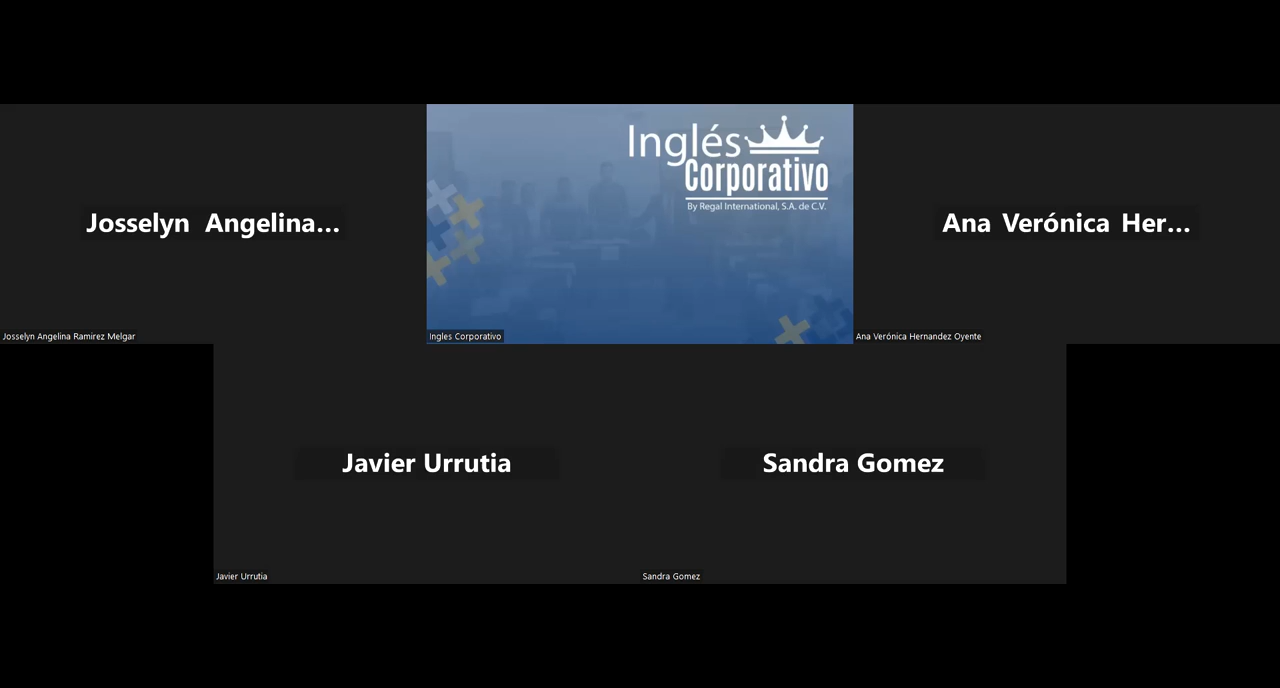 Josselyn Angelina...
Josselyn Angelina Ramirez Melgar
Inglés
Corporativo
By Regal International, S.A. de C.V.
Ingles Corporativo
Ana Verónica Her...
Ana Verónica Hernandez Oyente
Javier Urrutia
Javier Urrutia
Sandra Gomez
Sandra Gomez